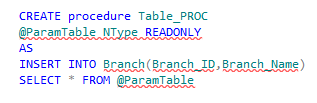 CREATE procedure Table_PROC
@ParamTable NType READONLY
AS
INSERT INTO Branch(Branch_ID,Branch_Name)
SELECT * FROM @ParamTable